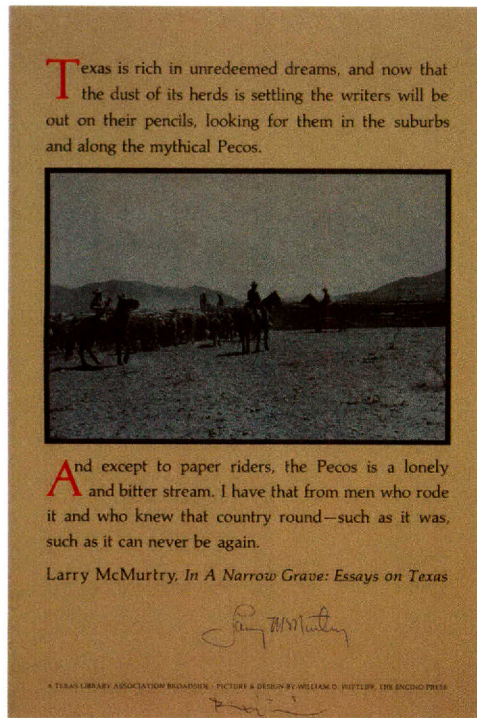 Texas is rich in unredeemed dreams, and now that
the dust of its herds is settling the writers will be
out on their pencils, looking for them in the suburbs
and along the mythical Pecos.
And except to paper riders, the Pecos is a lonely
and bitter stream. I have that from men who rode
it and who knew that country round—such as it was,
such as it can never be again.
Larry McMurtry, In A Narrow Grave: Essays on Texas
Larry McMurtry
A TEXAS LIBRARY ASSOCIATION BROADSIDE · PICTURE & DESIGN BY WILLIAM D. WITTLIFF, THE ENCINO PRESS